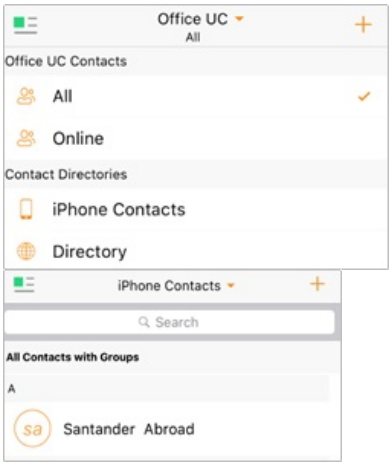 Office UC
All
Office UC Contacts
All
Online
Contact Directories
iPhone Contacts
Directory
iPhone Contacts
Search
All Contacts with Groups
A
sa
Santander Abroad